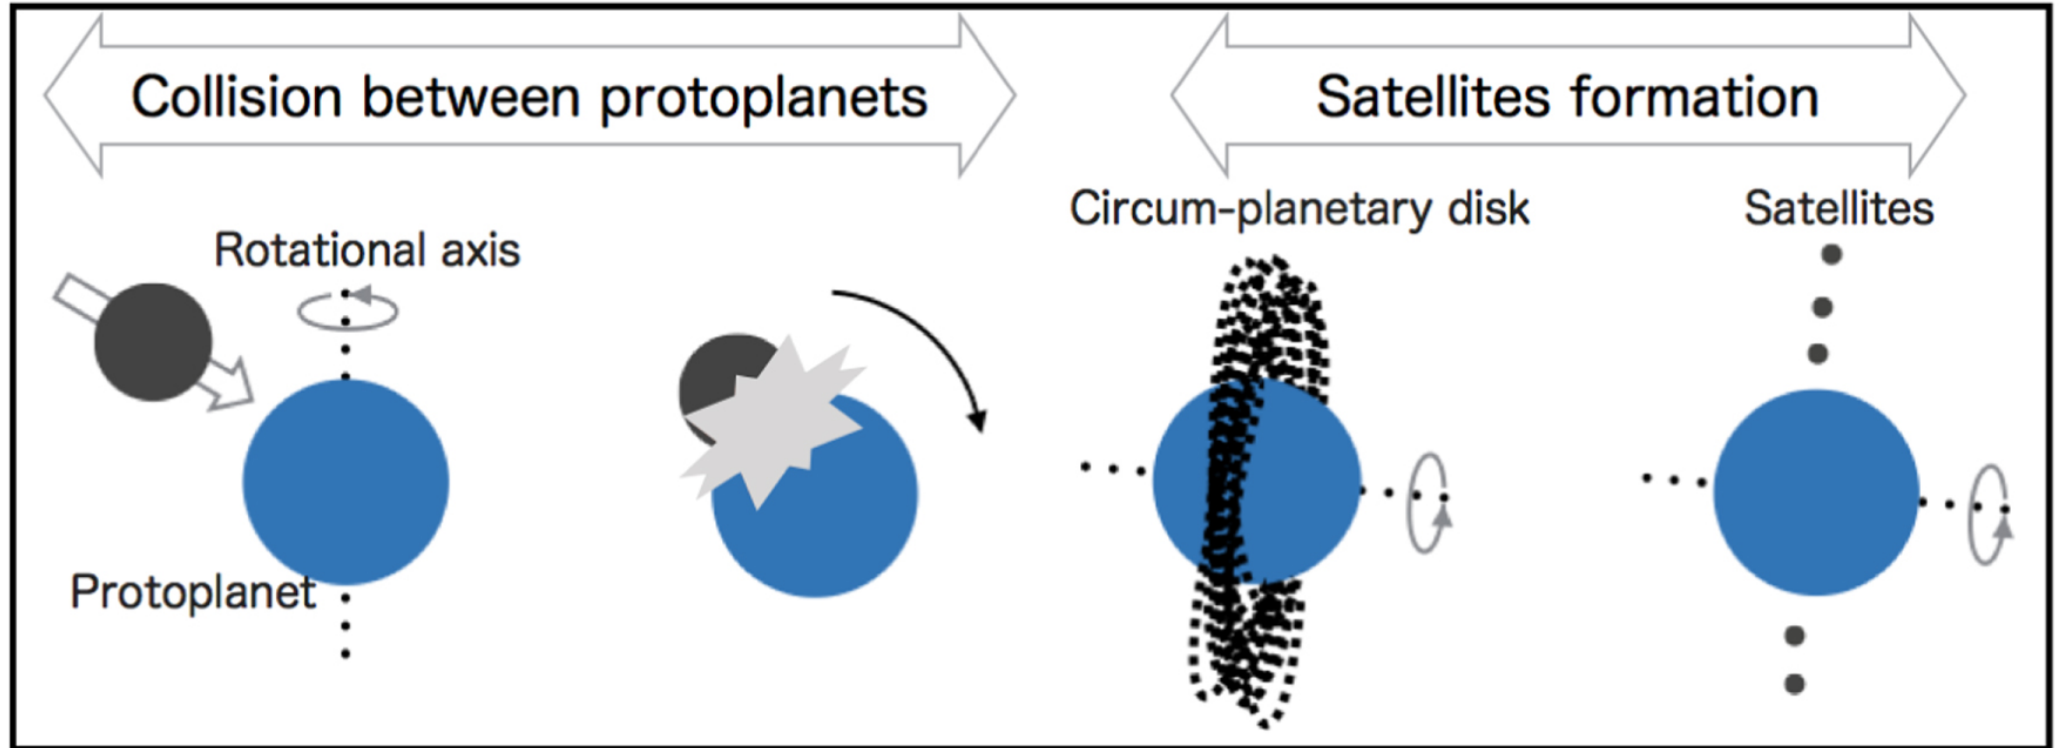 Collision between protoplanets
Satellites formation
Circum-planetary disk
Satellites
Rotational axis
Protoplanet